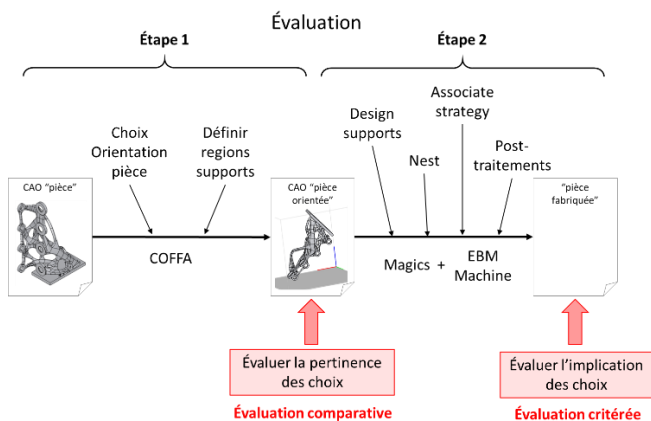 Évaluation
Étape 1
Étape 2
Choix
Orientation
pièce
Définir
regions
supports
Design
supports
Nest
Associate
strategy
Post-
traitements
CAO “pièce”
CAO “pièce
orientée”
“pièce
fabriquée”
COFFA
Magics +
EBM
Machine
Évaluer la pertinence
des choix
Évaluer l’implication
des choix
Évaluation comparative
Évaluation critérée